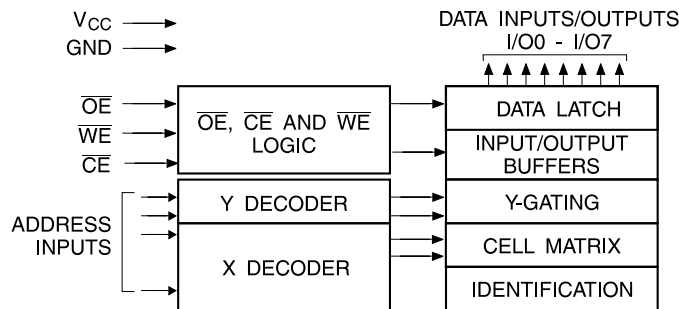 VCC
GND
OE
WE
CE
ADDRESS
INPUTS
OE, CE AND WE
LOGIC
Y DECODER
X DECODER
DATA INPUTS/OUTPUTS
I/O0 - I/O7
DATA LATCH
INPUT/OUTPUT
BUFFERS
Y-GATING
CELL MATRIX
IDENTIFICATION